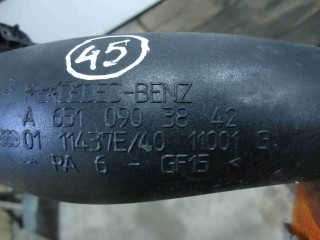 45
MERCEDES-BENZ
A 651 090 38 42
01 11437E/40 11001 G
- PA 6 - GF15 <